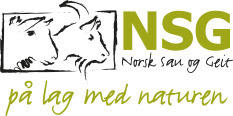 NSG
Norsk Sau og Geit
på lag med naturen